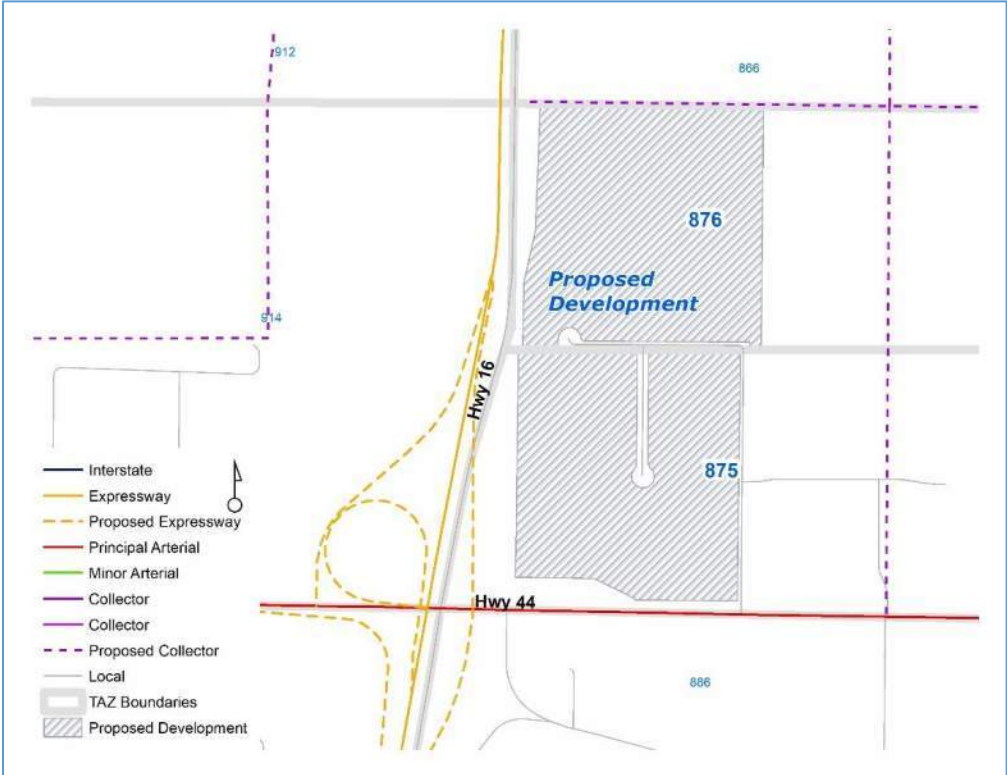 912
866
876
Proposed
Development
914
Hwy 16
875
Interstate
Expressway
Proposed Expressway
Principal Arterial
Minor Arterial
Collector
Collector
Proposed Collector
Local
TAZ Boundaries
Proposed Development
Hwy 44
886